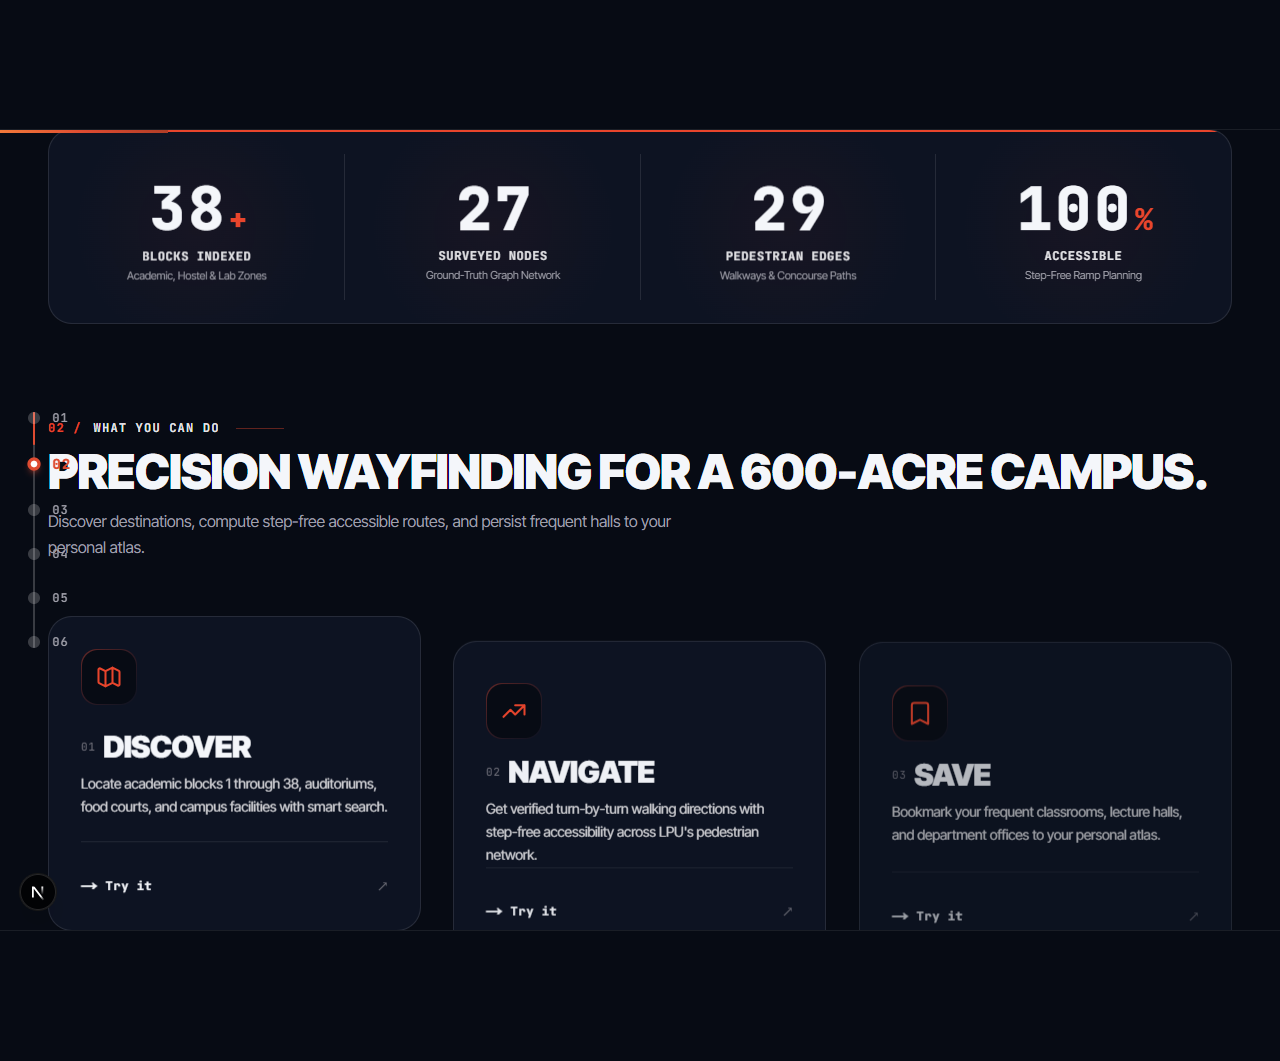 38+
BLOCKS INDEXED
Academic, Hostel & Lab Zones
27
SURVEYED NODES
Ground-Truth Graph Network
29
PEDESTRIAN EDGES
Walkways & Concourse Paths
100%
ACCESSIBLE
Step-Free Ramp Planning
01
02
03
04
05
06
02 / WHAT YOU CAN DO
PRECISION WAYFINDING FOR A 600-ACRE CAMPUS.
Discover destinations, compute step-free accessible routes, and persist frequent halls to your
personal atlas.
01 DISCOVER
Locate academic blocks 1 through 38, auditoriums,
food courts, and campus facilities with smart search.
→ Try it ↗
02 NAVIGATE
Get verified turn-by-turn walking directions with
step-free accessibility across LPU's pedestrian
network.
→ Try it ↗
03 SAVE
Bookmark your frequent classrooms, lecture halls,
and department offices to your personal atlas.
→ Try it ↗
N